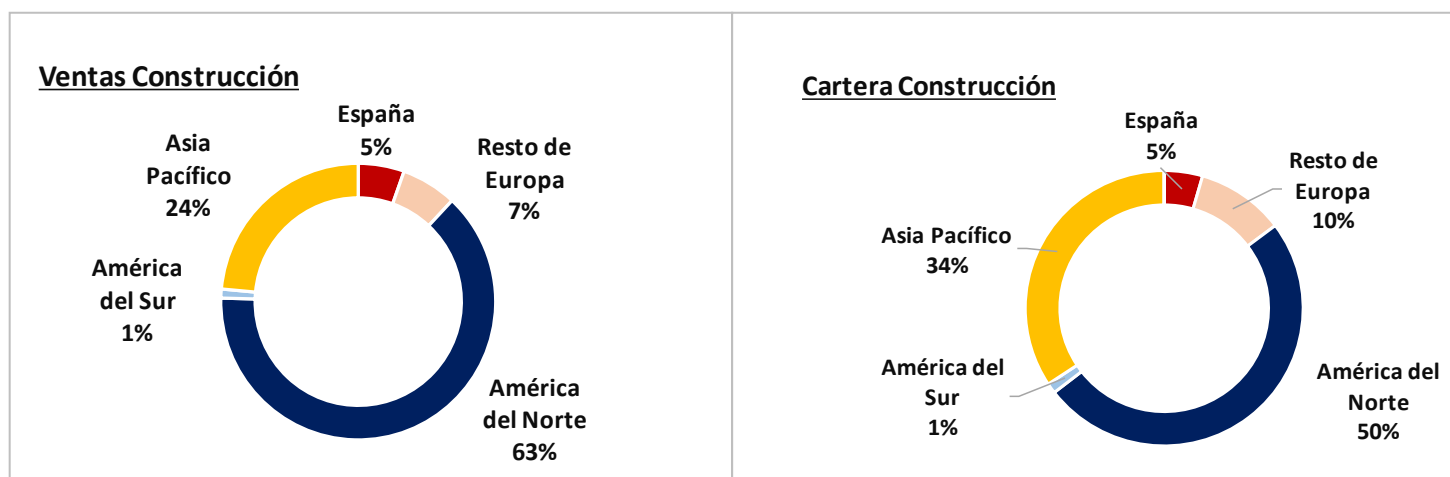 Ventas Construcción
España
5%
Resto de
Europa
7%
América
del Norte
63%
América
del Sur
1%
Asia
Pacífico
24%
Cartera Construcción
España
5%
Resto de
Europa
10%
América del
Norte
50%
América del
Sur
1%
Asia Pacífico
34%